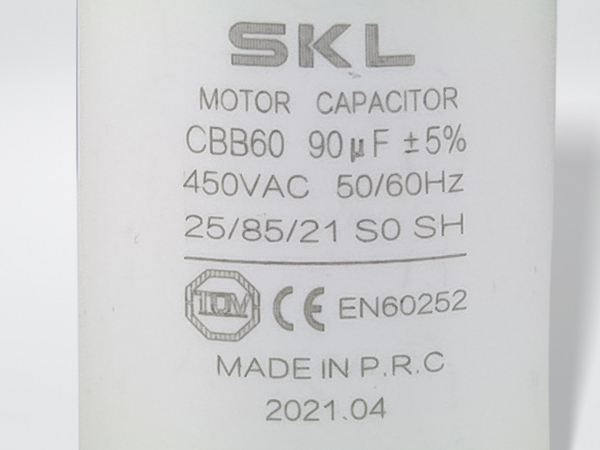 SKL
MOTOR CAPACITOR
CBB60 90μF ±5%
450VAC 50/60Hz
25/85/21 S0 SH
TÜV CE EN60252
MADE IN P.R.C
2021.04